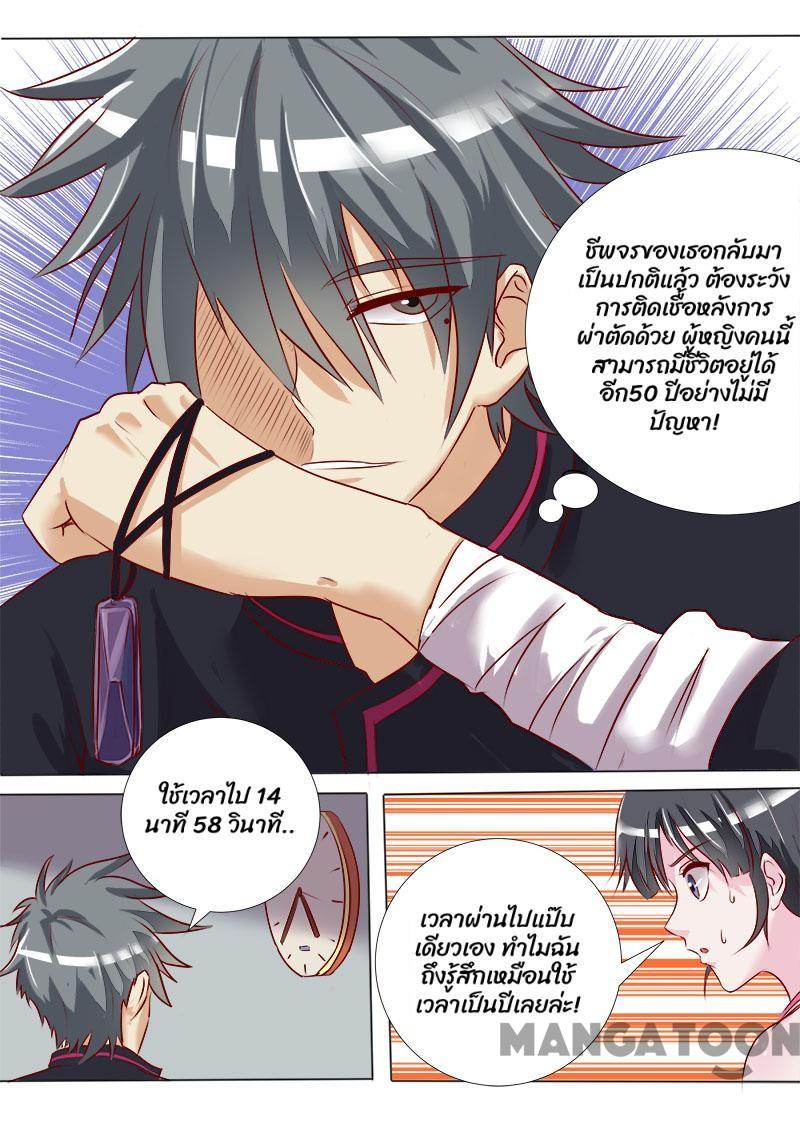 ชีพจรของเธอกลับมา
เป็นปกติแล้ว ต้องระวัง
การติดเชื้อหลังการ
ผ่าตัดด้วย ผู้หญิงคนนี้
สามารถมีชีวิตอยู่ได้
อีก50 ปีอย่างไม่มี
ปัญหา!
ใช้เวลาไป 14
นาที 58 วินาที..
เวลาผ่านไปแป๊บ
เดียวเอง ทำไมฉัน
ถึงรู้สึกเหมือนใช้
เวลาเป็นปีเลยล่ะ!
MANGATOON